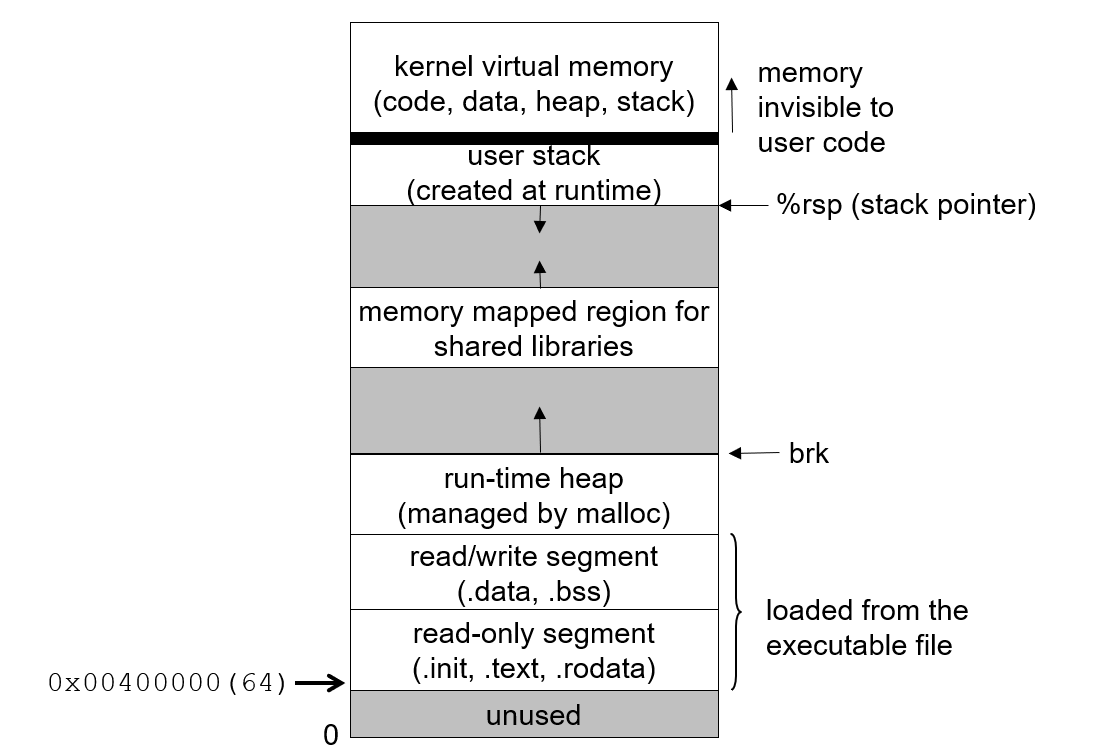 kernel virtual memory
(code, data, heap, stack)
memory
invisible to
user code
user stack
(created at runtime)
%rsp (stack pointer)
memory mapped region for
shared libraries
brk
run-time heap
(managed by malloc)
read/write segment
(.data, .bss)
loaded from the
executable file
read-only segment
(.init, .text, .rodata)
0x00400000(64)
unused
0